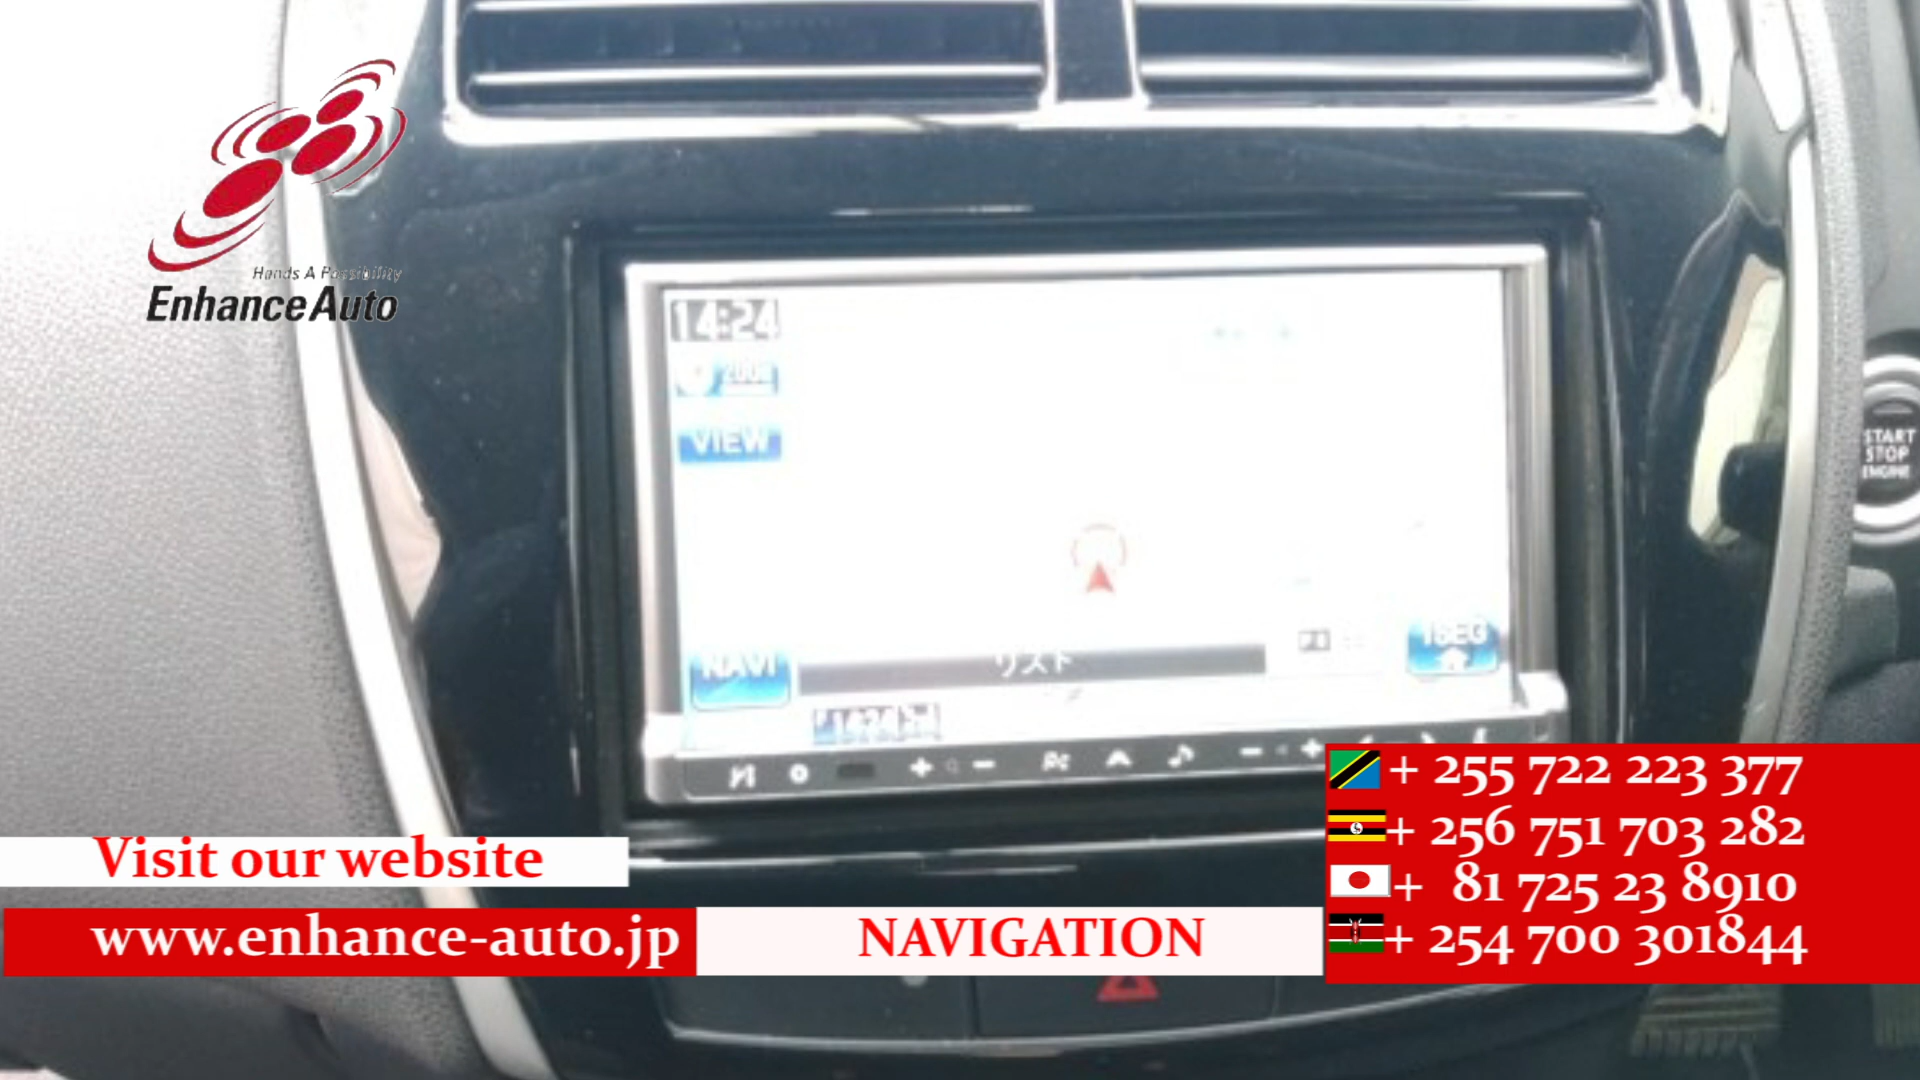 Hands A Possibility
EnhanceAuto
14:24
200m
VIEW
START
STOP
ENGINE
NAVI
リスト
1SEG
+ 255 722 223 377
+ 256 751 703 282
+ 81 725 23 8910
+ 254 700 301844
Visit our website
www.enhance-auto.jp
NAVIGATION